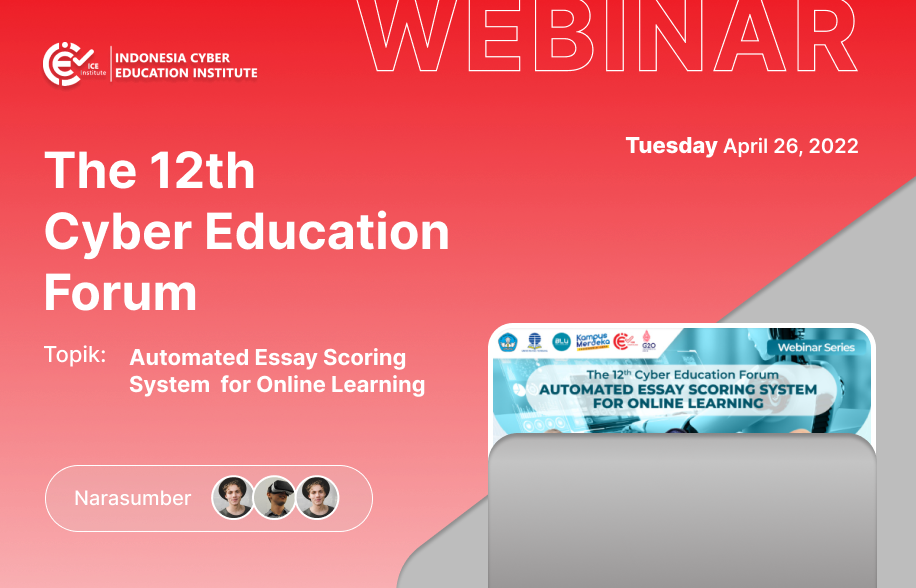 WEBINAR
ICE
Institute
INDONESIA CYBER
EDUCATION INSTITUTE
Tuesday April 26, 2022
The 12th
Cyber Education
Forum
Topik:
Automated Essay Scoring
System for Online Learning
BLU
Kampus
Merdeka
G20
Webinar Series
The 12th Cyber Education Forum
AUTOMATED ESSAY SCORING SYSTEM
FOR ONLINE LEARNING
Narasumber